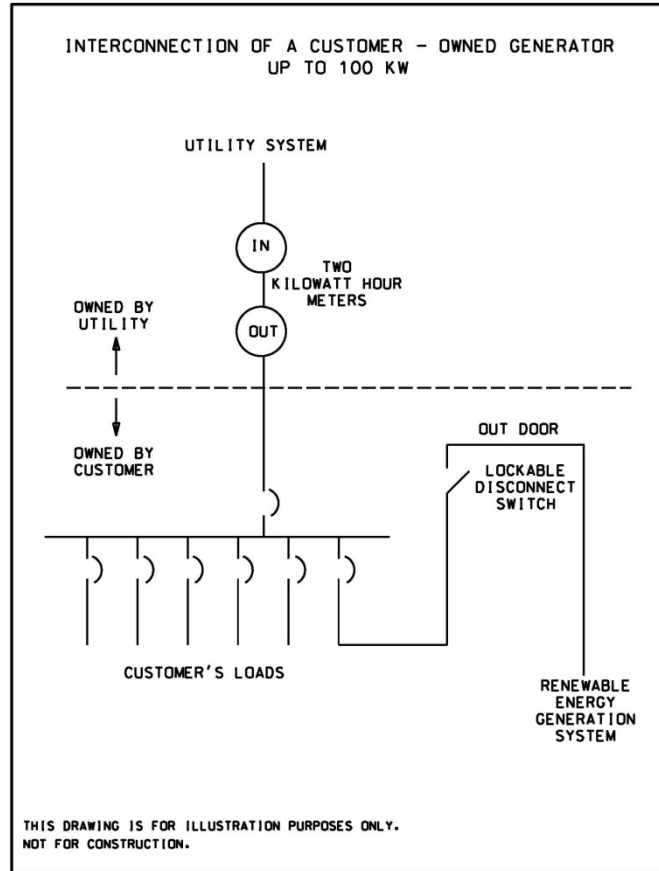 INTERCONNECTION OF A CUSTOMER - OWNED GENERATOR
UP TO 100 KW
UTILITY SYSTEM
IN
TWO
KILOWATT HOUR
METERS
OUT
OWNED BY
UTILITY
OWNED BY
CUSTOMER
OUT DOOR
LOCKABLE
DISCONNECT
SWITCH
CUSTOMER'S LOADS
RENEWABLE
ENERGY
GENERATION
SYSTEM
THIS DRAWING IS FOR ILLUSTRATION PURPOSES ONLY.
NOT FOR CONSTRUCTION.